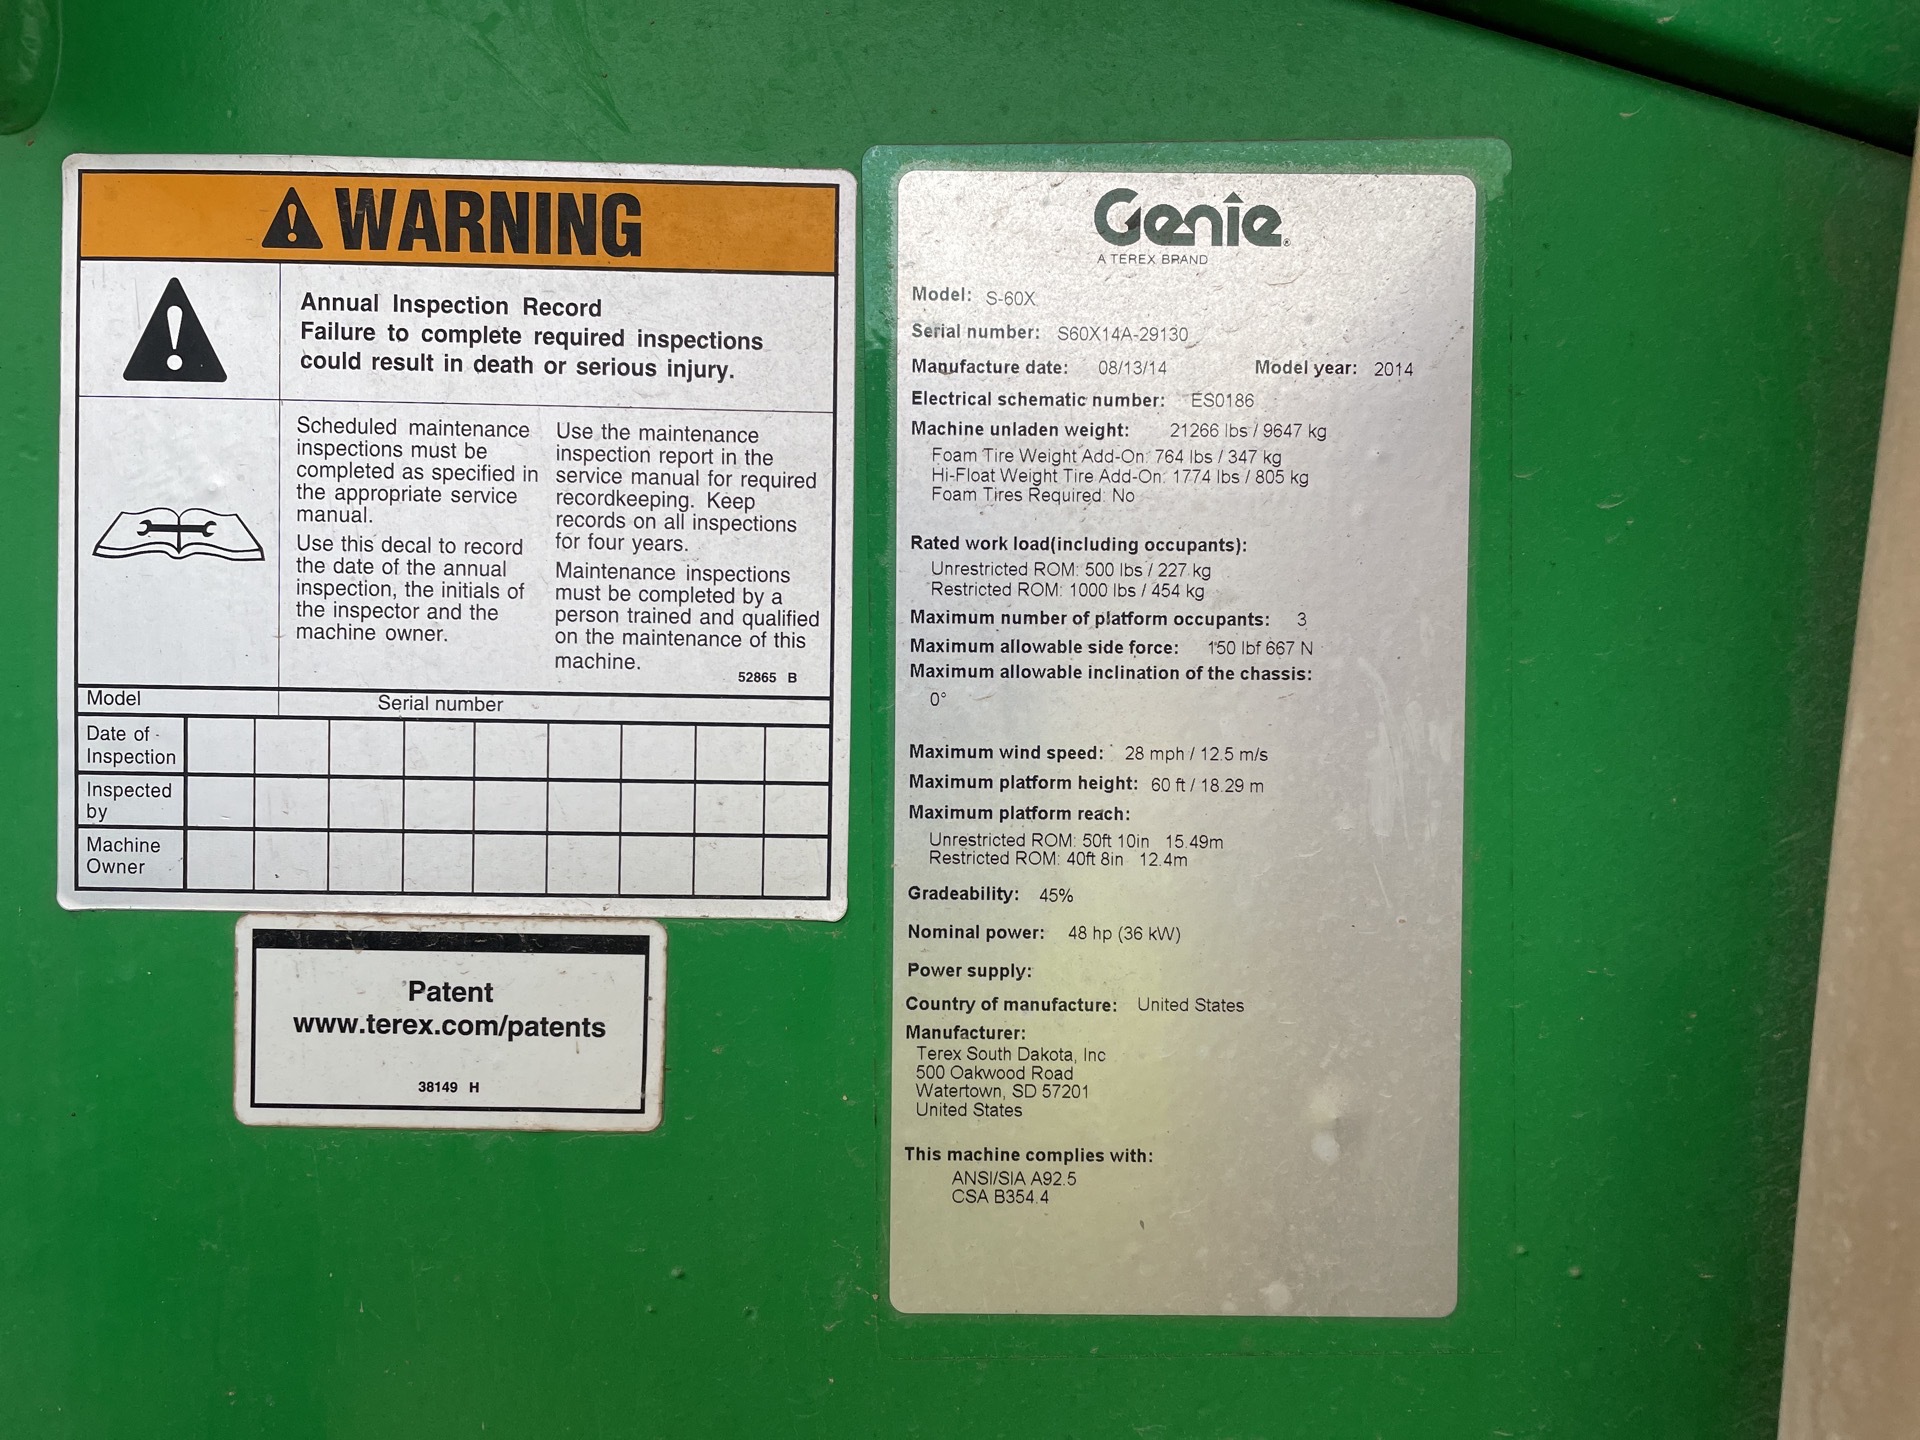 WARNING
Annual Inspection Record
Failure to complete required inspections
could result in death or serious injury.
Scheduled maintenance
inspections must be
completed as specified in
the appropriate service
manual.
Use this decal to record
the date of the annual
inspection, the initials of
the inspector and the
machine owner.
Use the maintenance
inspection report in the
service manual for required
recordkeeping. Keep
records on all inspections
for four years.
Maintenance inspections
must be completed by a
person trained and qualified
on the maintenance of this
machine.
52865 B
Model Serial number
Date of
Inspection
Inspected
by
Machine
Owner
Patent
www.terex.com/patents
38149 H
Genie®
A TEREX BRAND
Model: S-60X
Serial number: S60X14A-29130
Manufacture date: 08/13/14 Model year: 2014
Electrical schematic number: ES0186
Machine unladen weight: 21266 lbs / 9647 kg
Foam Tire Weight Add-On: 764 lbs / 347 kg
Hi-Float Weight Tire Add-On: 1774 lbs / 805 kg
Foam Tires Required: No
Rated work load(including occupants):
Unrestricted ROM: 500 lbs / 227 kg
Restricted ROM: 1000 lbs / 454 kg
Maximum number of platform occupants: 3
Maximum allowable side force: 150 lbf 667 N
Maximum allowable inclination of the chassis:
0°
Maximum wind speed: 28 mph / 12.5 m/s
Maximum platform height: 60 ft / 18.29 m
Maximum platform reach:
Unrestricted ROM: 50ft 10in 15.49m
Restricted ROM: 40ft 8in 12.4m
Gradeability: 45%
Nominal power: 48 hp (36 kW)
Power supply:
Country of manufacture: United States
Manufacturer:
Terex South Dakota, Inc
500 Oakwood Road
Watertown, SD 57201
United States
This machine complies with:
ANSI/SIA A92.5
CSA B354.4